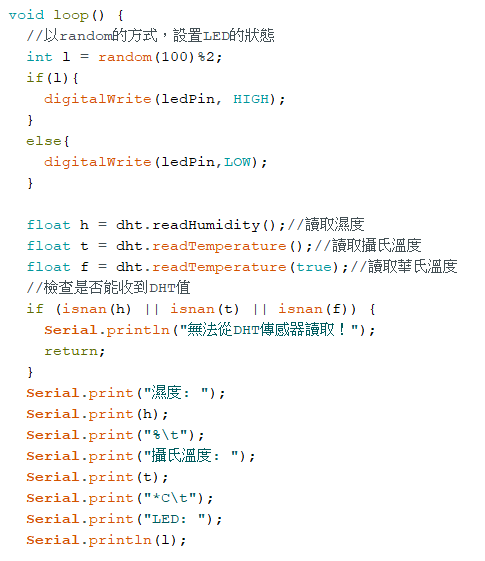 void loop() {
  //以random的方式，設置LED的狀態
  int l = random(100)%2;
  if(l){
    digitalWrite(ledPin, HIGH);
  }
  else{
    digitalWrite(ledPin,LOW);
  }
  float h = dht.readHumidity();//讀取濕度
  float t = dht.readTemperature();//讀取攝氏溫度
  float f = dht.readTemperature(true);//讀取華氏溫度
  //檢查是否能收到DHT值
  if (isnan(h) || isnan(t) || isnan(f)) {
    Serial.println("無法從DHT傳感器讀取！");
    return;
  }
  Serial.print("濕度: ");
  Serial.print(h);
  Serial.print("%\t");
  Serial.print("攝氏溫度: ");
  Serial.print(t);
  Serial.print("*C\t");
  Serial.print("LED: ");
  Serial.println(l);